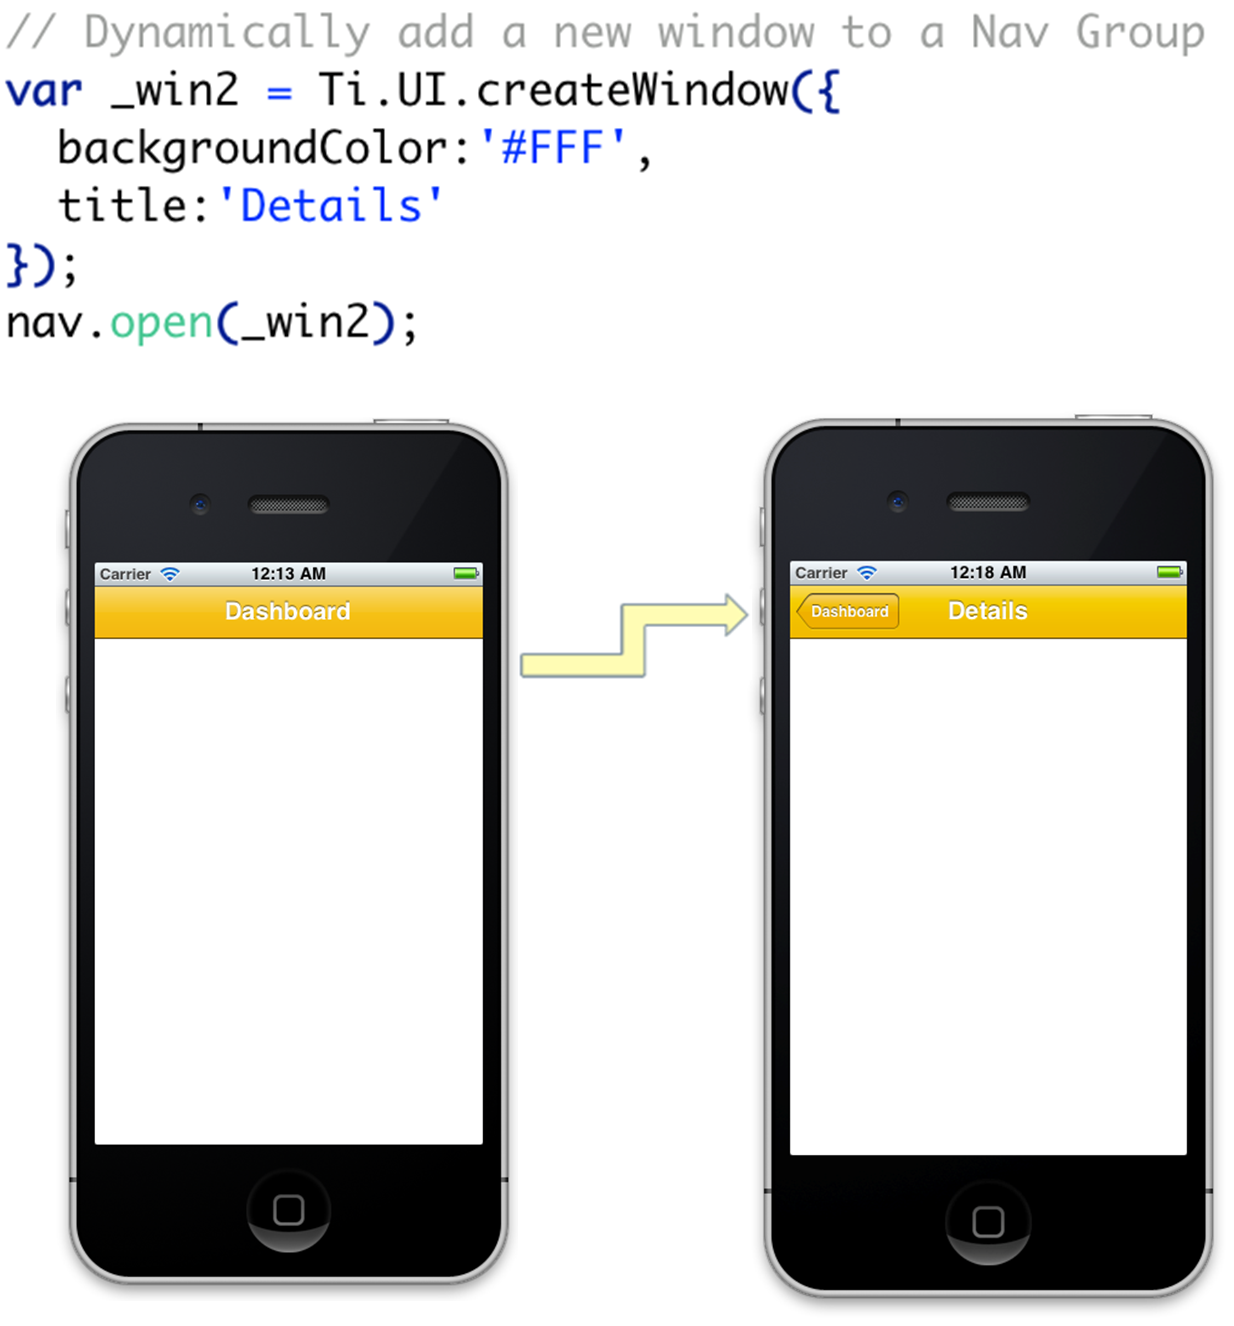 // Dynamically add a new window to a Nav Group
var _win2 = Ti.UI.createWindow({
  backgroundColor:'#FFF',
  title:'Details'
});
nav.open(_win2);
Carrier 12:13 AM
Dashboard
Carrier 12:18 AM
Dashboard Details